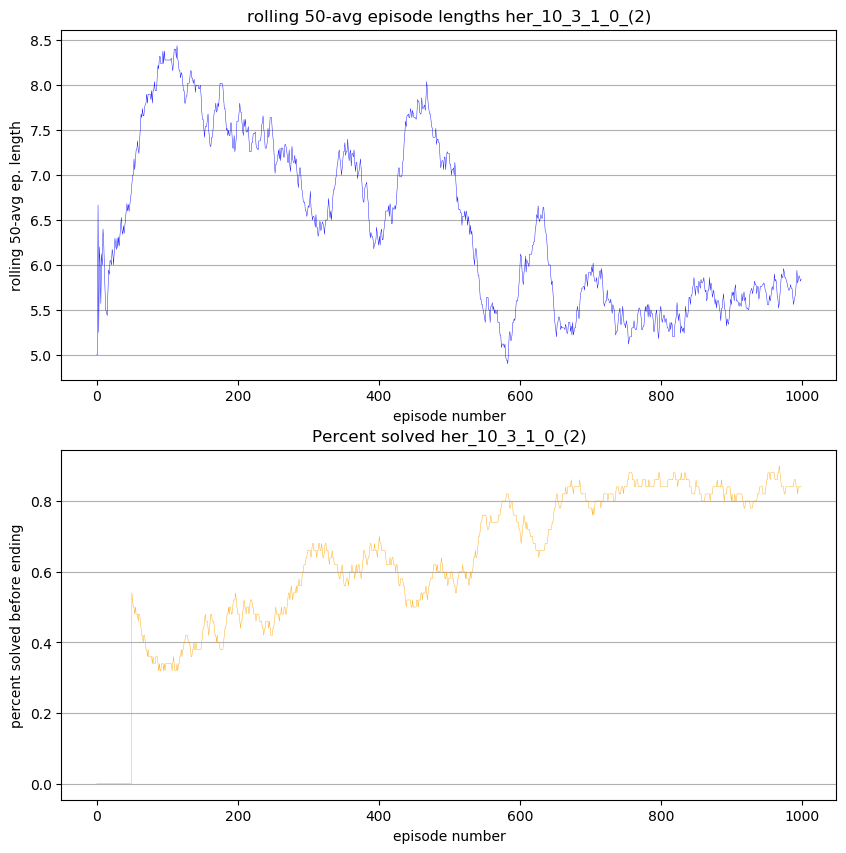 rolling 50-avg episode lengths her_10_3_1_0_(2)
8.5
8.0
7.5
7.0
6.5
6.0
5.5
5.0
rolling 50-avg ep. length
0 200 400 600 800 1000
episode number
Percent solved her_10_3_1_0_(2)
0.8
0.6
0.4
0.2
0.0
percent solved before ending
0 200 400 600 800 1000
episode number